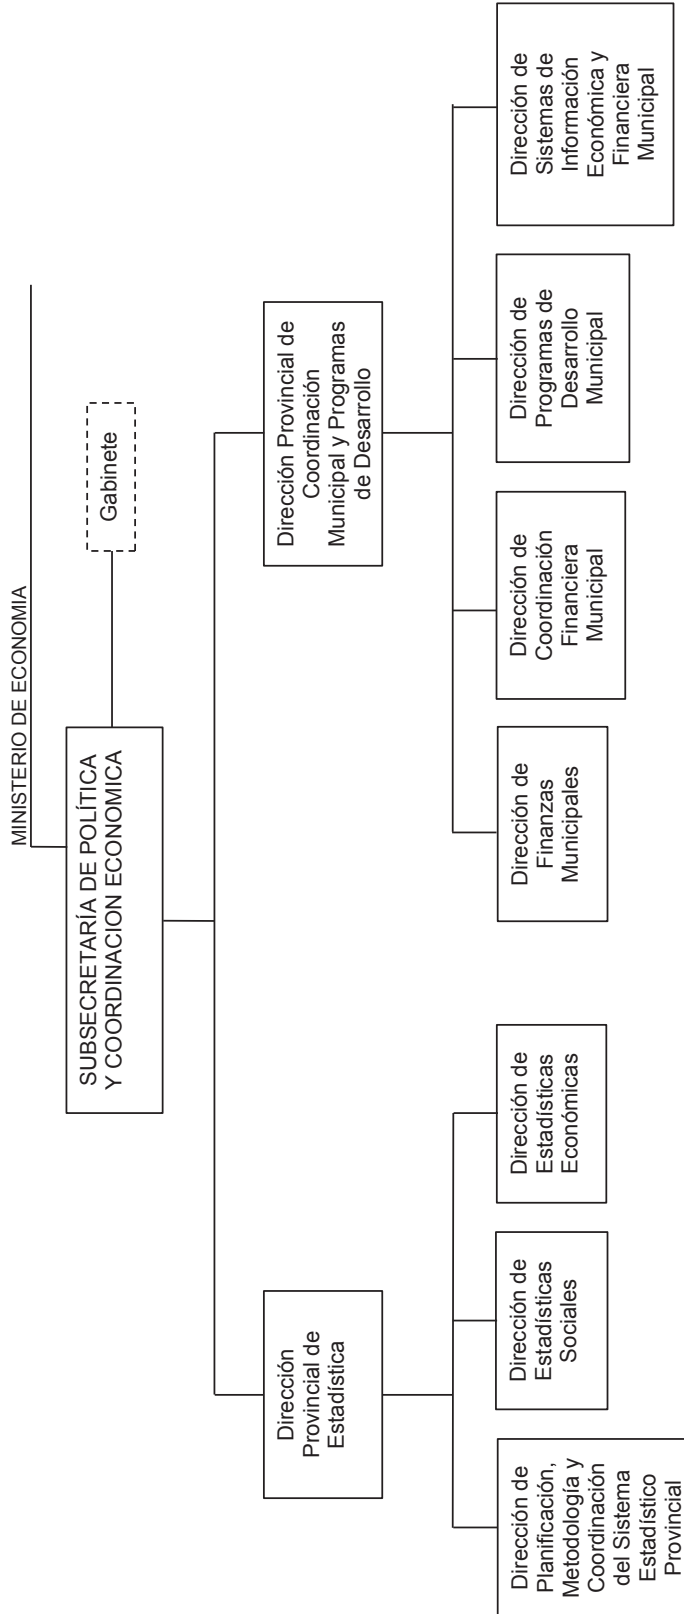 MINISTERIO DE ECONOMIA
SUBSECRETARÍA DE POLÍTICA
Y COORDINACION ECONOMICA
Gabinete
Dirección
Provincial de
Estadística
Dirección Provincial de
Coordinación
Municipal y Programas
de Desarrollo
Dirección de
Planificación,
Metodología y
Coordinación
del Sistema
Estadístico
Provincial
Dirección de
Estadísticas
Sociales
Dirección de
Estadísticas
Económicas
Dirección de
Finanzas
Municipales
Dirección de
Coordinación
Financiera
Municipal
Dirección de
Programas de
Desarrollo
Municipal
Dirección de
Sistemas de
Información
Económica y
Financiera
Municipal